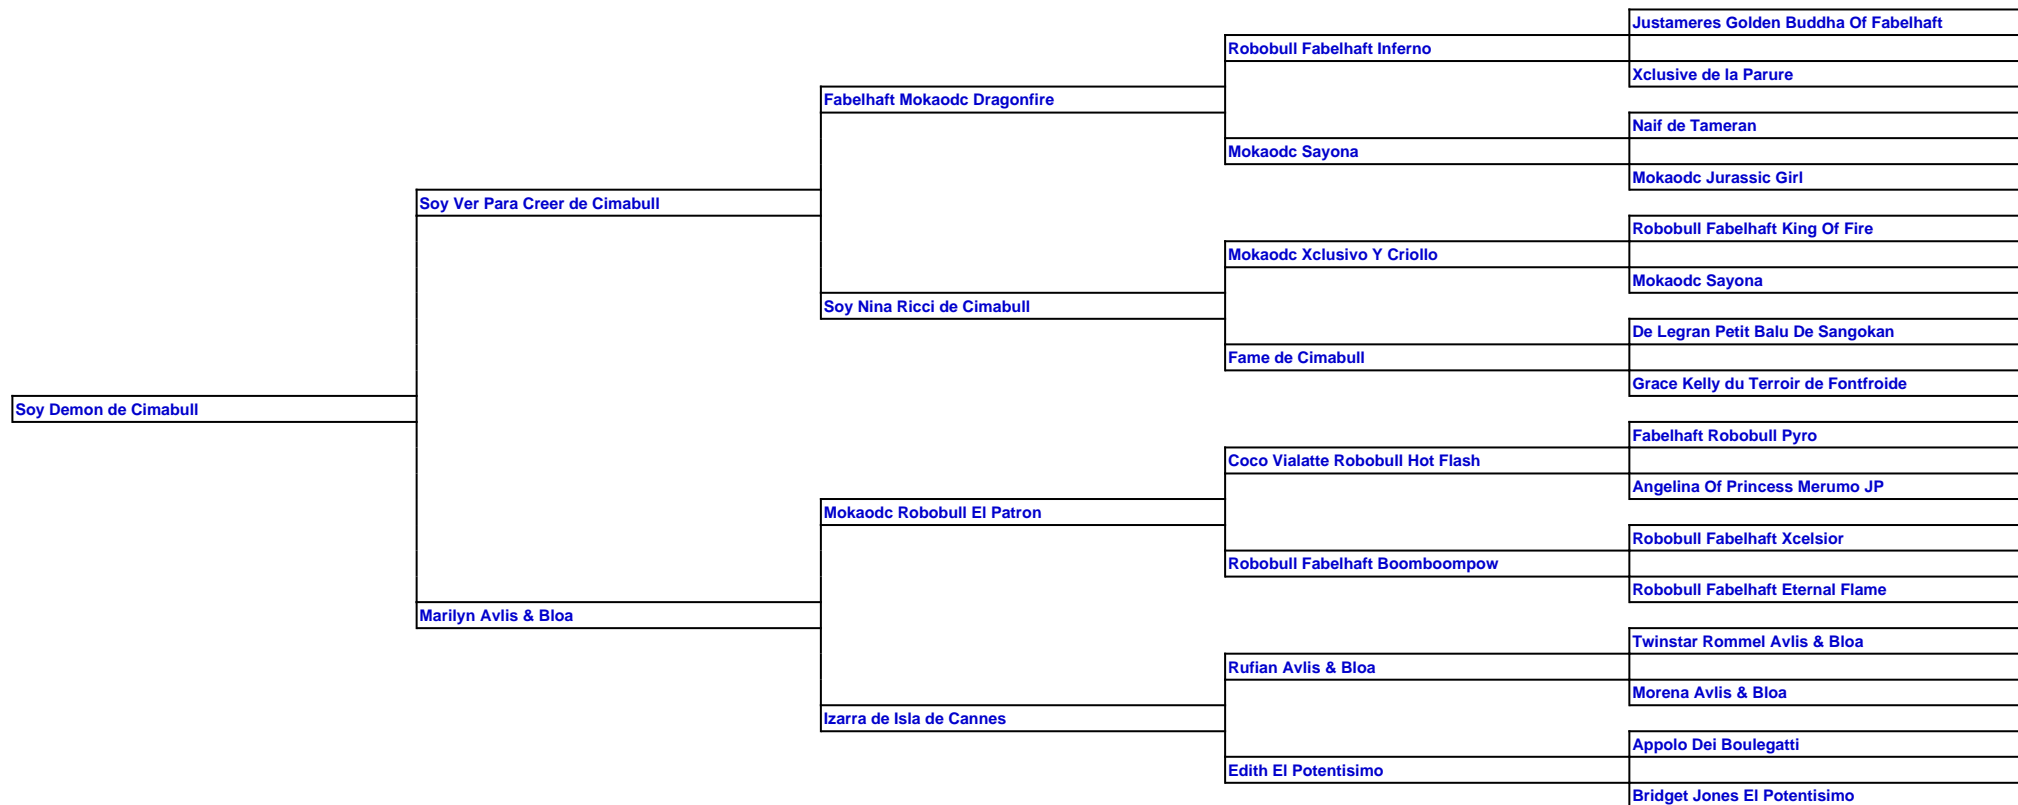 Justameres Golden Buddha Of Fabelhaft
Robobull Fabelhaft Inferno
Xclusive de la Parure
Fabelhaft Mokaodc Dragonfire
Naif de Tameran
Mokaodc Sayona
Mokaodc Jurassic Girl
Soy Ver Para Creer de Cimabull
Robobull Fabelhaft King Of Fire
Mokaodc Xclusivo Y Criollo
Mokaodc Sayona
Soy Nina Ricci de Cimabull
De Legran Petit Balu De Sangokan
Fame de Cimabull
Grace Kelly du Terroir de Fontfroide
Soy Demon de Cimabull
Fabelhaft Robobull Pyro
Coco Vialatte Robobull Hot Flash
Angelina Of Princess Merumo JP
Mokaodc Robobull El Patron
Robobull Fabelhaft Xcelsior
Robobull Fabelhaft Boomboompow
Robobull Fabelhaft Eternal Flame
Marilyn Avlis & Bloa
Twinstar Rommel Avlis & Bloa
Rufian Avlis & Bloa
Morena Avlis & Bloa
Izarra de Isla de Cannes
Appolo Dei Boulegatti
Edith El Potentisimo
Bridget Jones El Potentisimo